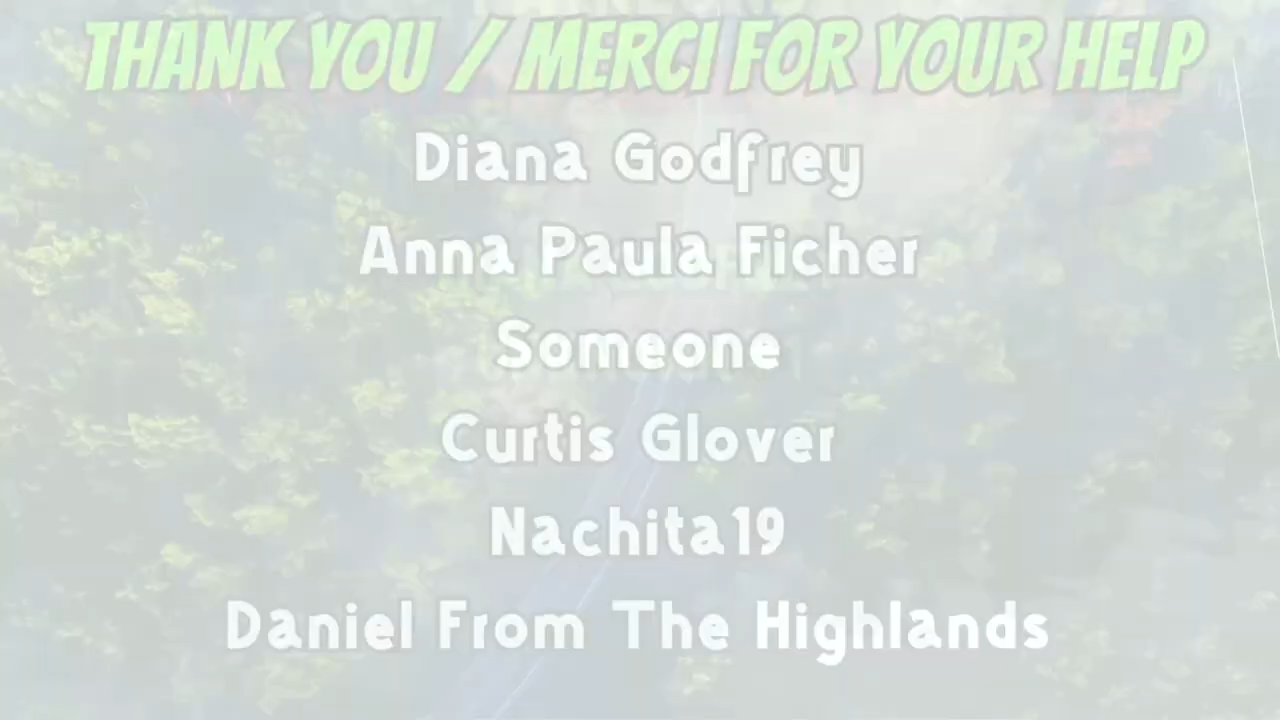 THANK YOU / MERCI FOR YOUR HELP
Diana Godfrey
Anna Paula Ficher
Someone
Curtis Glover
Nachita19
Daniel From The Highlands